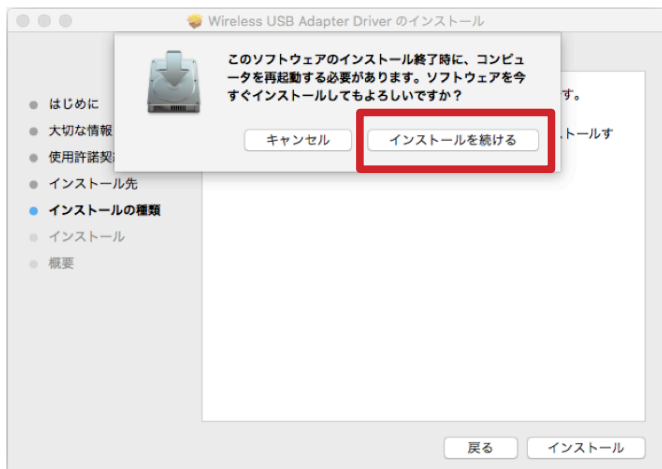 Wireless USB Adapter Driver のインストール
このソフトウェアのインストール終了時に、コンピュ
ータを再起動する必要があります。ソフトウェアを今
すぐインストールしてもよろしいですか？
キャンセル
インストールを続ける
す。
トールす
はじめに
大切な情報
使用許諾契
インストール先
インストールの種類
インストール
概要
戻る
インストール